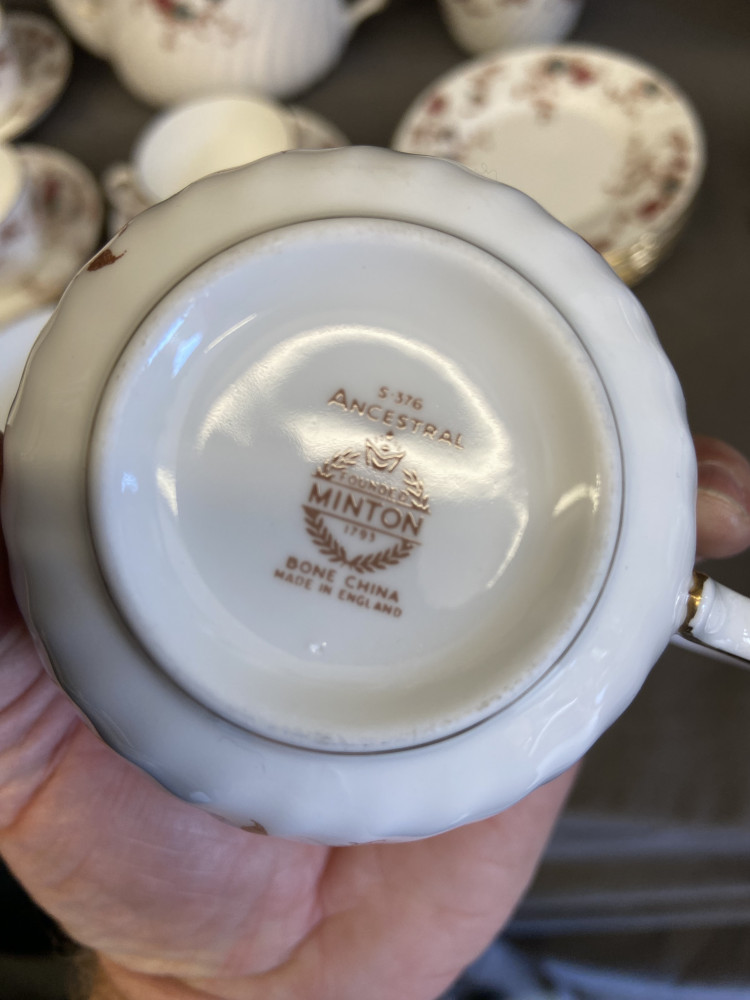 S-376
ANCESTRAL
FOUNDED
MINTON
1793
BONE CHINA
MADE IN ENGLAND